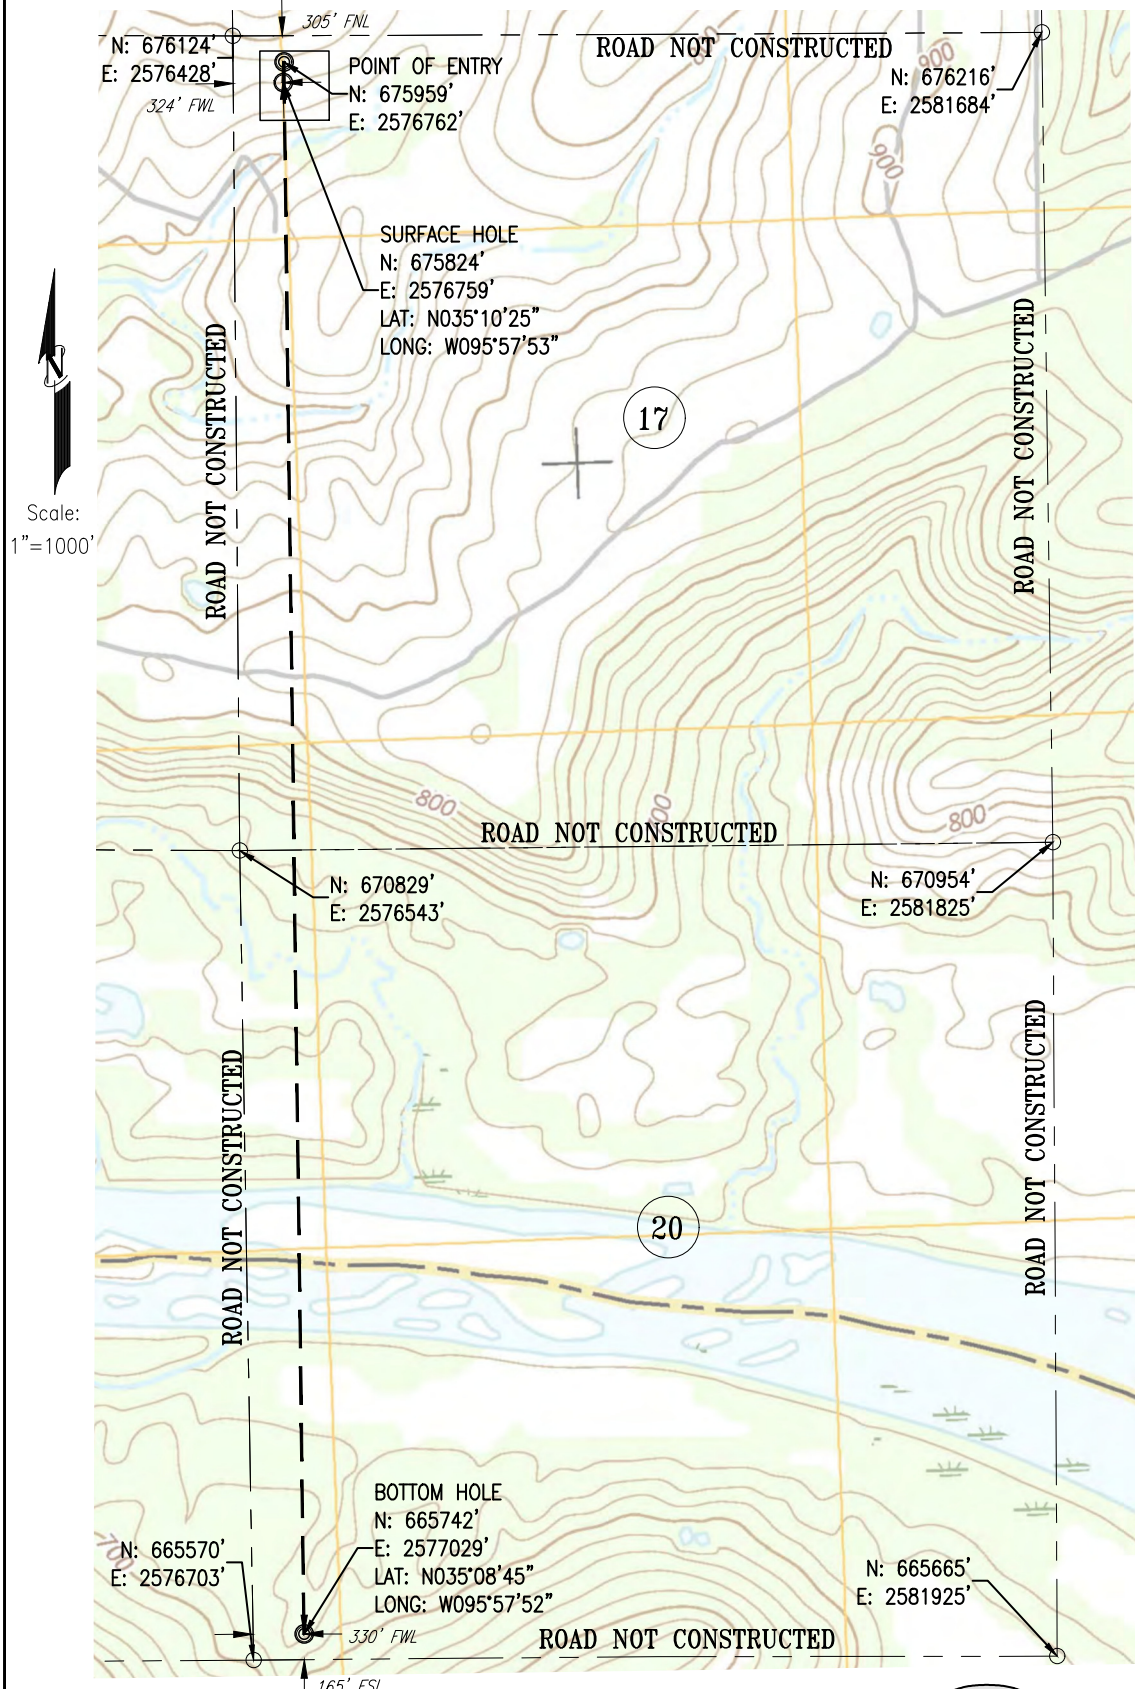 305' FNL
N: 676124'
E: 2576428'
324' FWL
POINT OF ENTRY
N: 675959'
E: 2576762'
ROAD NOT CONSTRUCTED
800
900
N: 676216'
E: 2581684'
900
SURFACE HOLE
N: 675824'
E: 2576759'
LAT: N035°10'25"
LONG: W095°57'53"
N
Scale:
1"=1000'
ROAD NOT CONSTRUCTED
17
ROAD NOT CONSTRUCTED
800
700
800
ROAD NOT CONSTRUCTED
N: 670829'
E: 2576543'
N: 670954'
E: 2581825'
ROAD NOT CONSTRUCTED
20
ROAD NOT CONSTRUCTED
BOTTOM HOLE
N: 665742'
E: 2577029'
LAT: N035°08'45"
LONG: W095°57'52"
700
N: 665570'
E: 2576703'
N: 665665'
E: 2581925'
330' FWL
ROAD NOT CONSTRUCTED
165' FSL